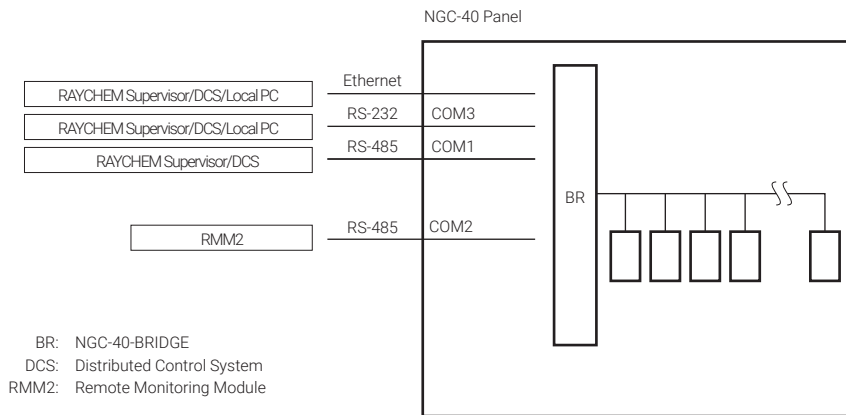 NGC-40 Panel
Ethernet
RAYCHEM Supervisor/DCS/Local PC
RS-232 COM3
RAYCHEM Supervisor/DCS/Local PC
RS-485 COM1
RAYCHEM Supervisor/DCS
BR
RS-485 COM2
RMM2
BR: NGC-40-BRIDGE
DCS: Distributed Control System
RMM2: Remote Monitoring Module